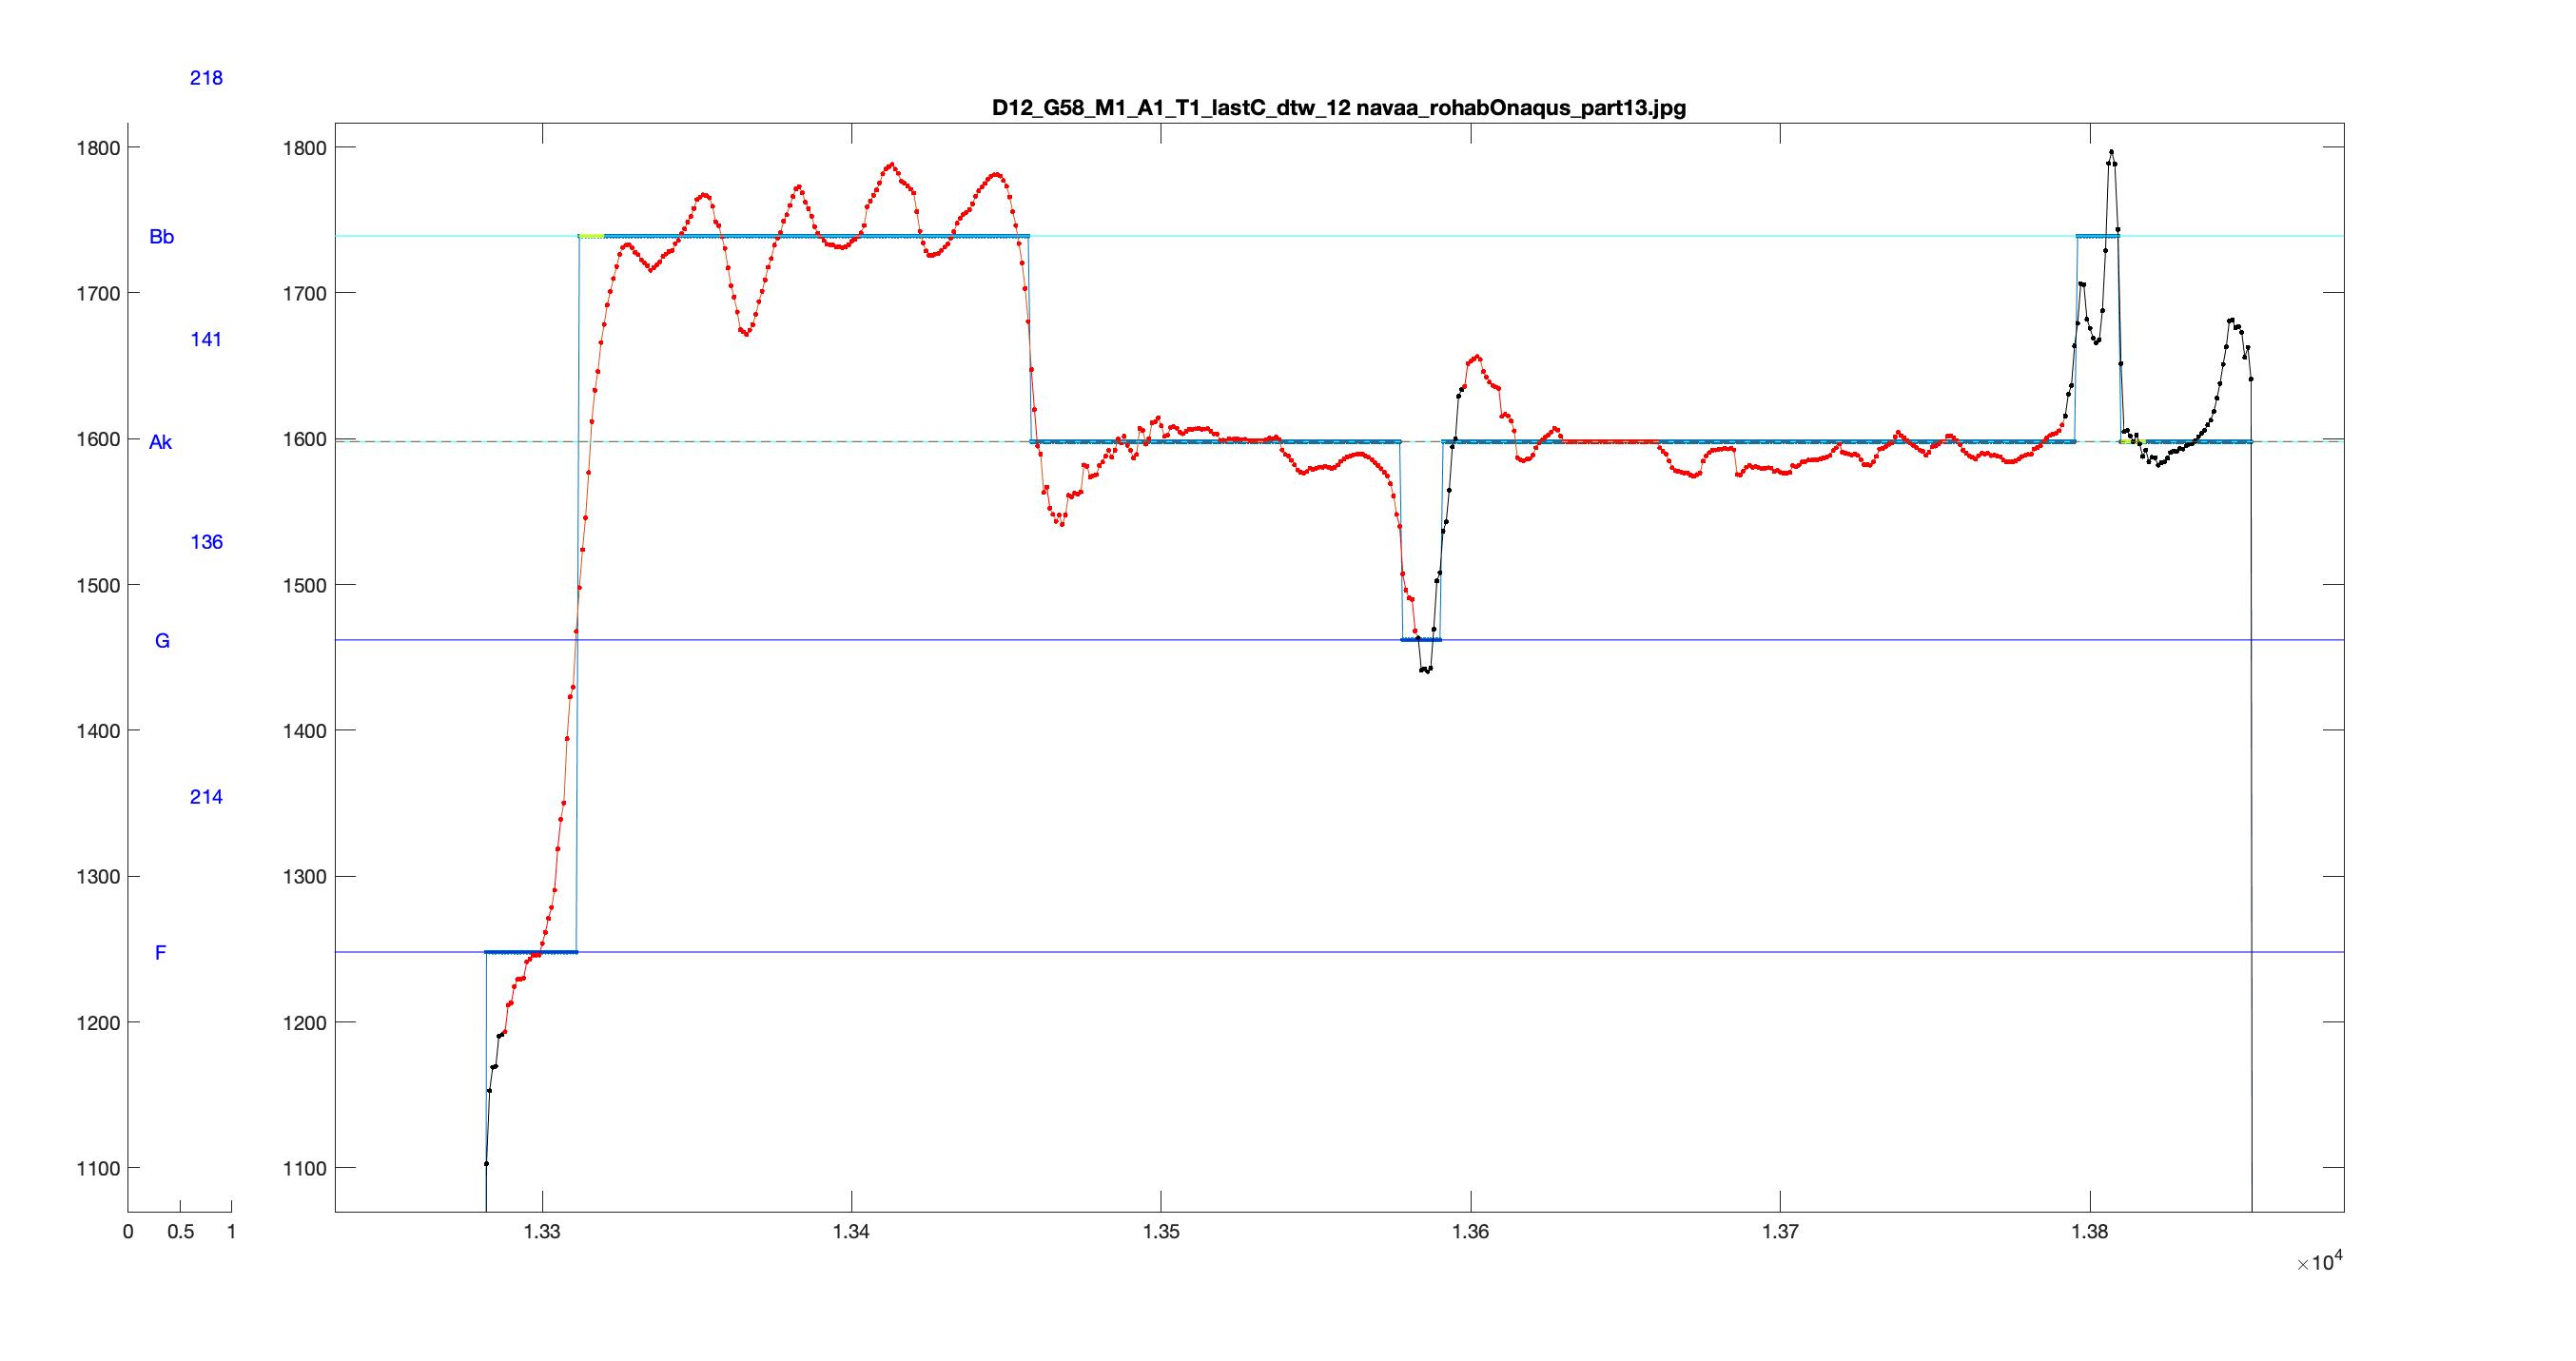 218
D12_G58_M1_A1_T1_lastC_dtw_12 navaa_rohabOnaqus_part13.jpg
1800 1800
Bb
1700 1700
141
1600 Ak 1600
136
1500 1500
G
1400 1400
214
1300 1300
F
1200 1200
1100 1100
0 0.5 1 1.33 1.34 1.35 1.36 1.37 1.38
×10^4